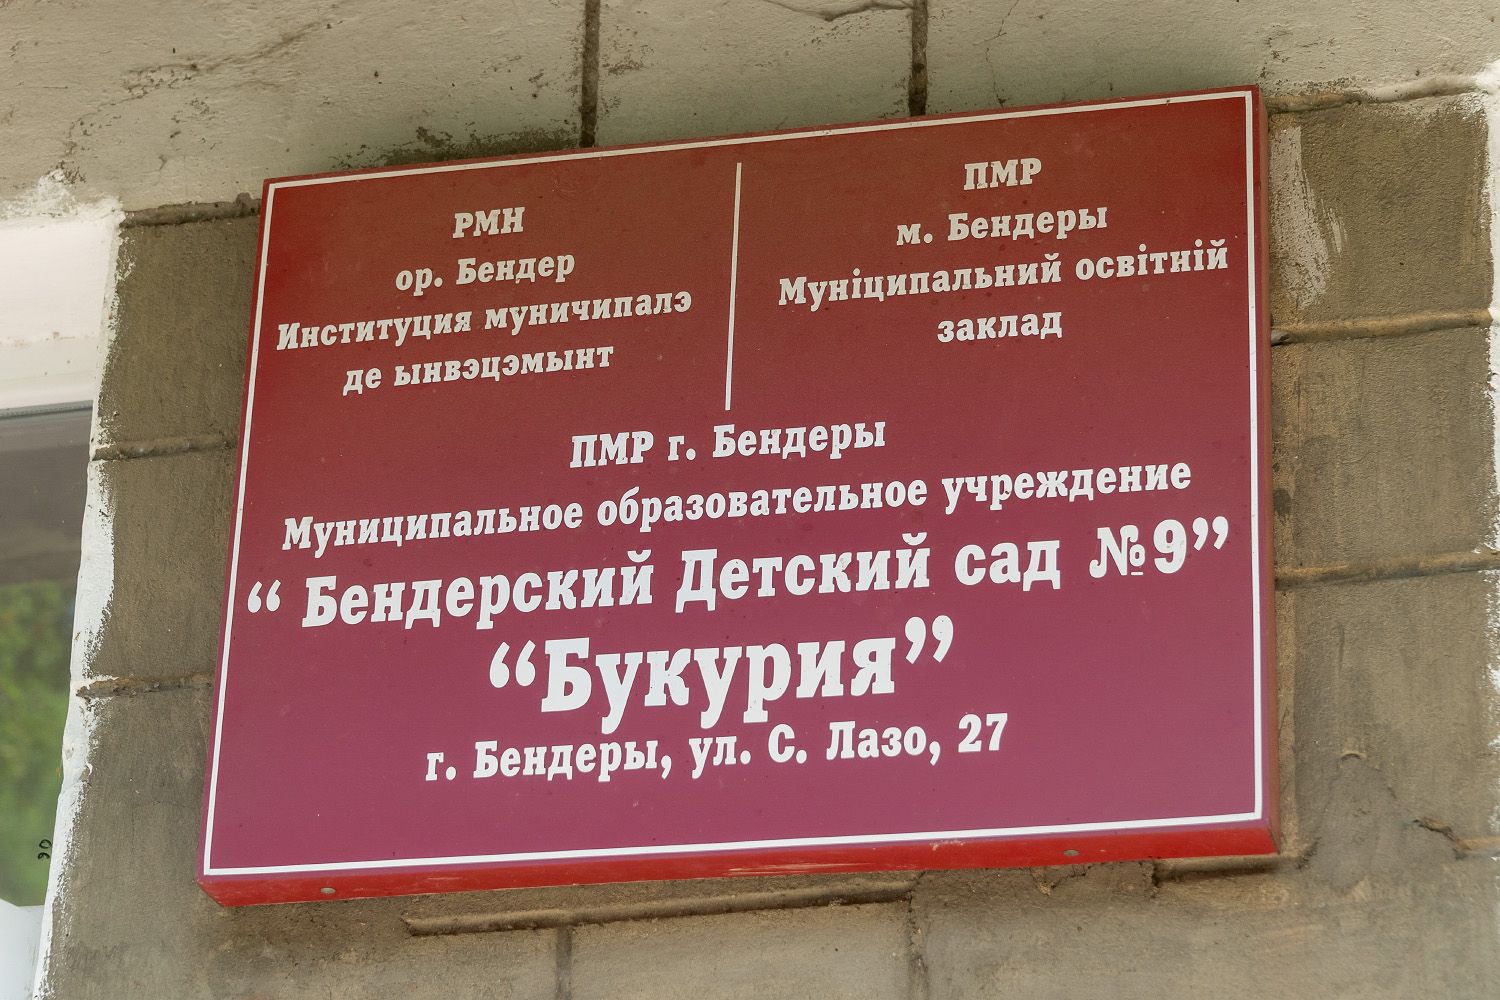 РМН
ор. Бендер
Институция муничипалэ
де ынвэцэмынт
ПМР
м. Бендеры
Муніципальний освітній
заклад
ПМР г. Бендеры
Муниципальное образовательное учреждение
“ Бендерский Детский сад №9”
“Букурия”
г. Бендеры, ул. С. Лазо, 27